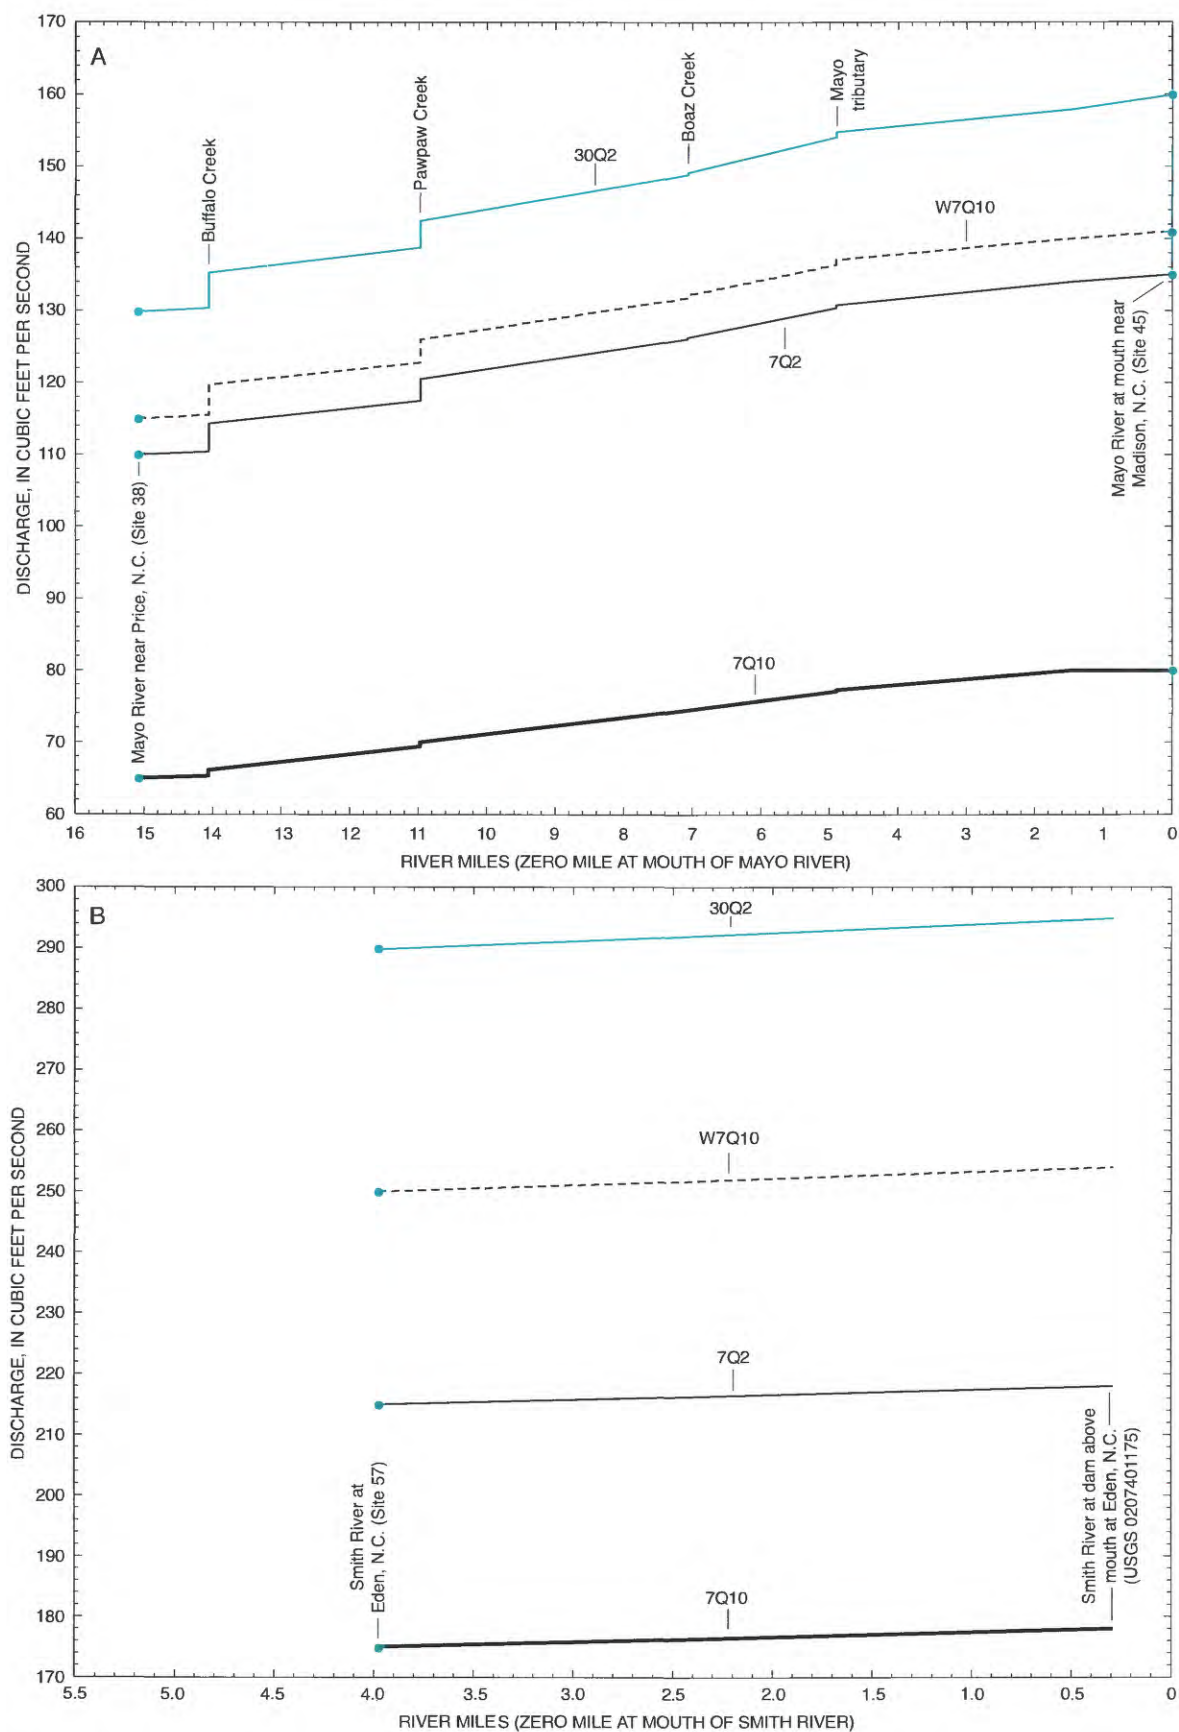 A
170
160
150
140
130
120
110
100
90
80
70
60
DISCHARGE, IN CUBIC FEET PER SECOND
Buffalo Creek
Pawpaw Creek
30Q2
Boaz Creek
Mayo
tributary
W7Q10
7Q2
7Q10
Mayo River near Price, N.C. (Site 38)
Mayo River at mouth near
Madison, N.C. (Site 45)
16 15 14 13 12 11 10 9 8 7 6 5 4 3 2 1 0
RIVER MILES (ZERO MILE AT MOUTH OF MAYO RIVER)
B
300
290
280
270
260
250
240
230
220
210
200
190
180
170
DISCHARGE, IN CUBIC FEET PER SECOND
30Q2
W7Q10
7Q2
7Q10
Smith River at
Eden, N.C. (Site 57)
Smith River at dam above
mouth at Eden, N.C.
(USGS 0207401175)
5.5 5.0 4.5 4.0 3.5 3.0 2.5 2.0 1.5 1.0 0.5 0
RIVER MILES (ZERO MILE AT MOUTH OF SMITH RIVER)